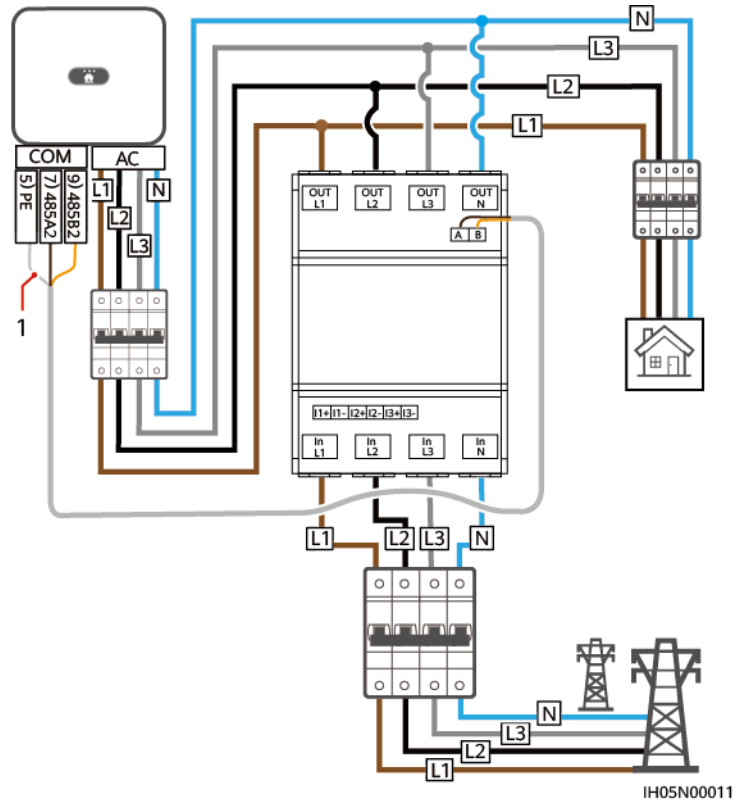 N
L3
L2
L1
COM AC
5) PE
7) 485A2
9) 485B2
L1
L2
L3
N
1
OUT L1
OUT L2
OUT L3
OUT N
A B
I1+ I1- I2+ I2- I3+ I3-
In L1
In L2
In L3
In N
L1 L2 L3 N
N
L3
L2
L1
IH05N00011